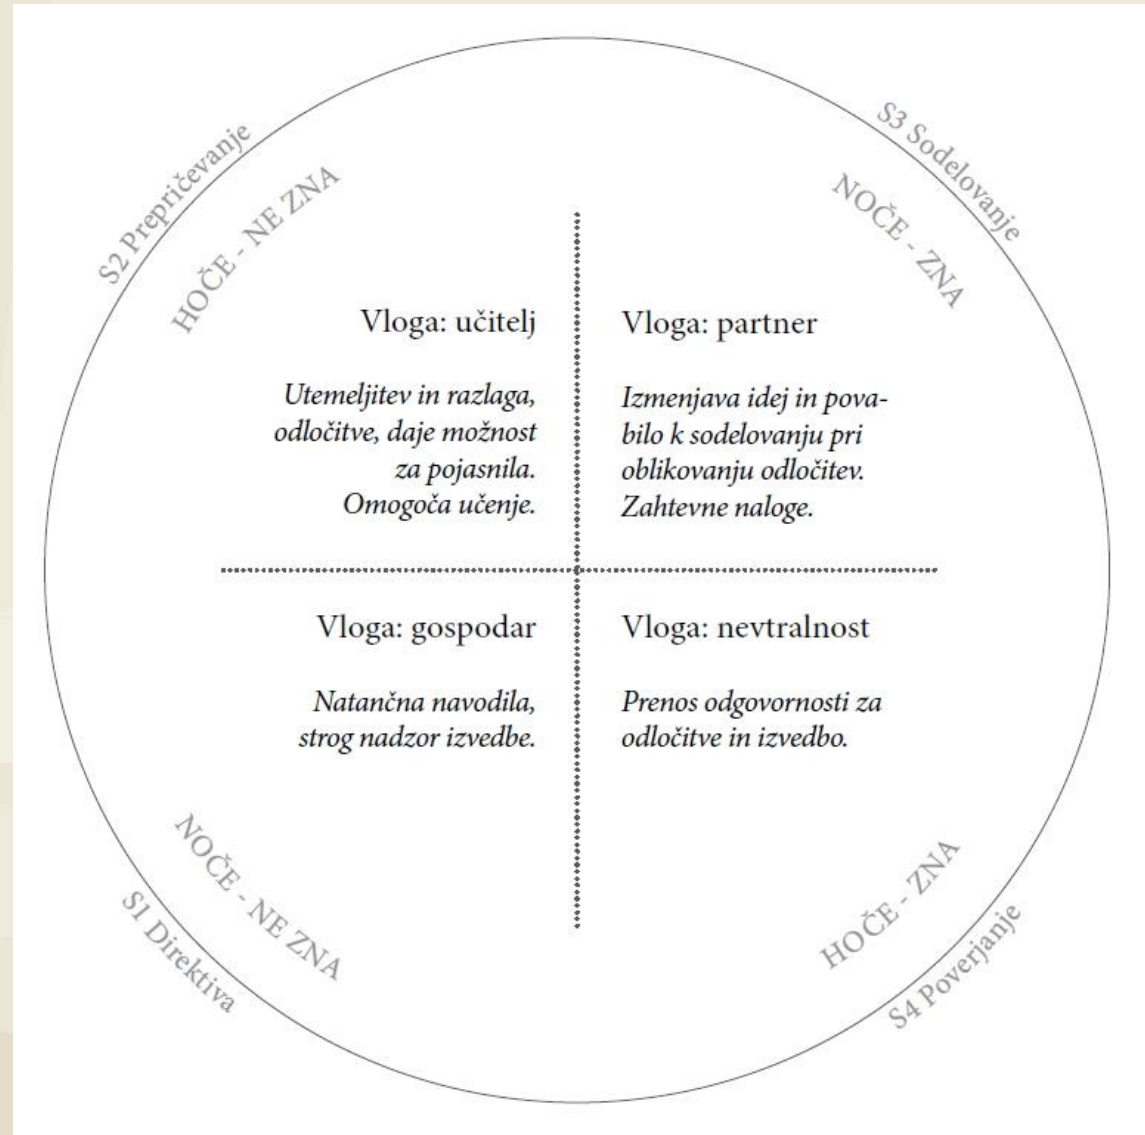 S2 Prepričevanje
HOČE - NE ZNA
S3 Sodelovanje
NOČE - ZNA
Vloga: učitelj
Utemeljitev in razlaga,
odločitve, daje možnost
za pojasnila.
Omogoča učenje.
Vloga: partner
Izmenjava idej in pova-
bilo k sodelovanju pri
oblikovanju odločitev.
Zahtevne naloge.
Vloga: gospodar
Natančna navodila,
strog nadzor izvedbe.
Vloga: nevtralnost
Prenos odgovornosti za
odločitve in izvedbo.
NOČE - NE ZNA
S1 Direktiva
HOČE - ZNA
S4 Poverjanje